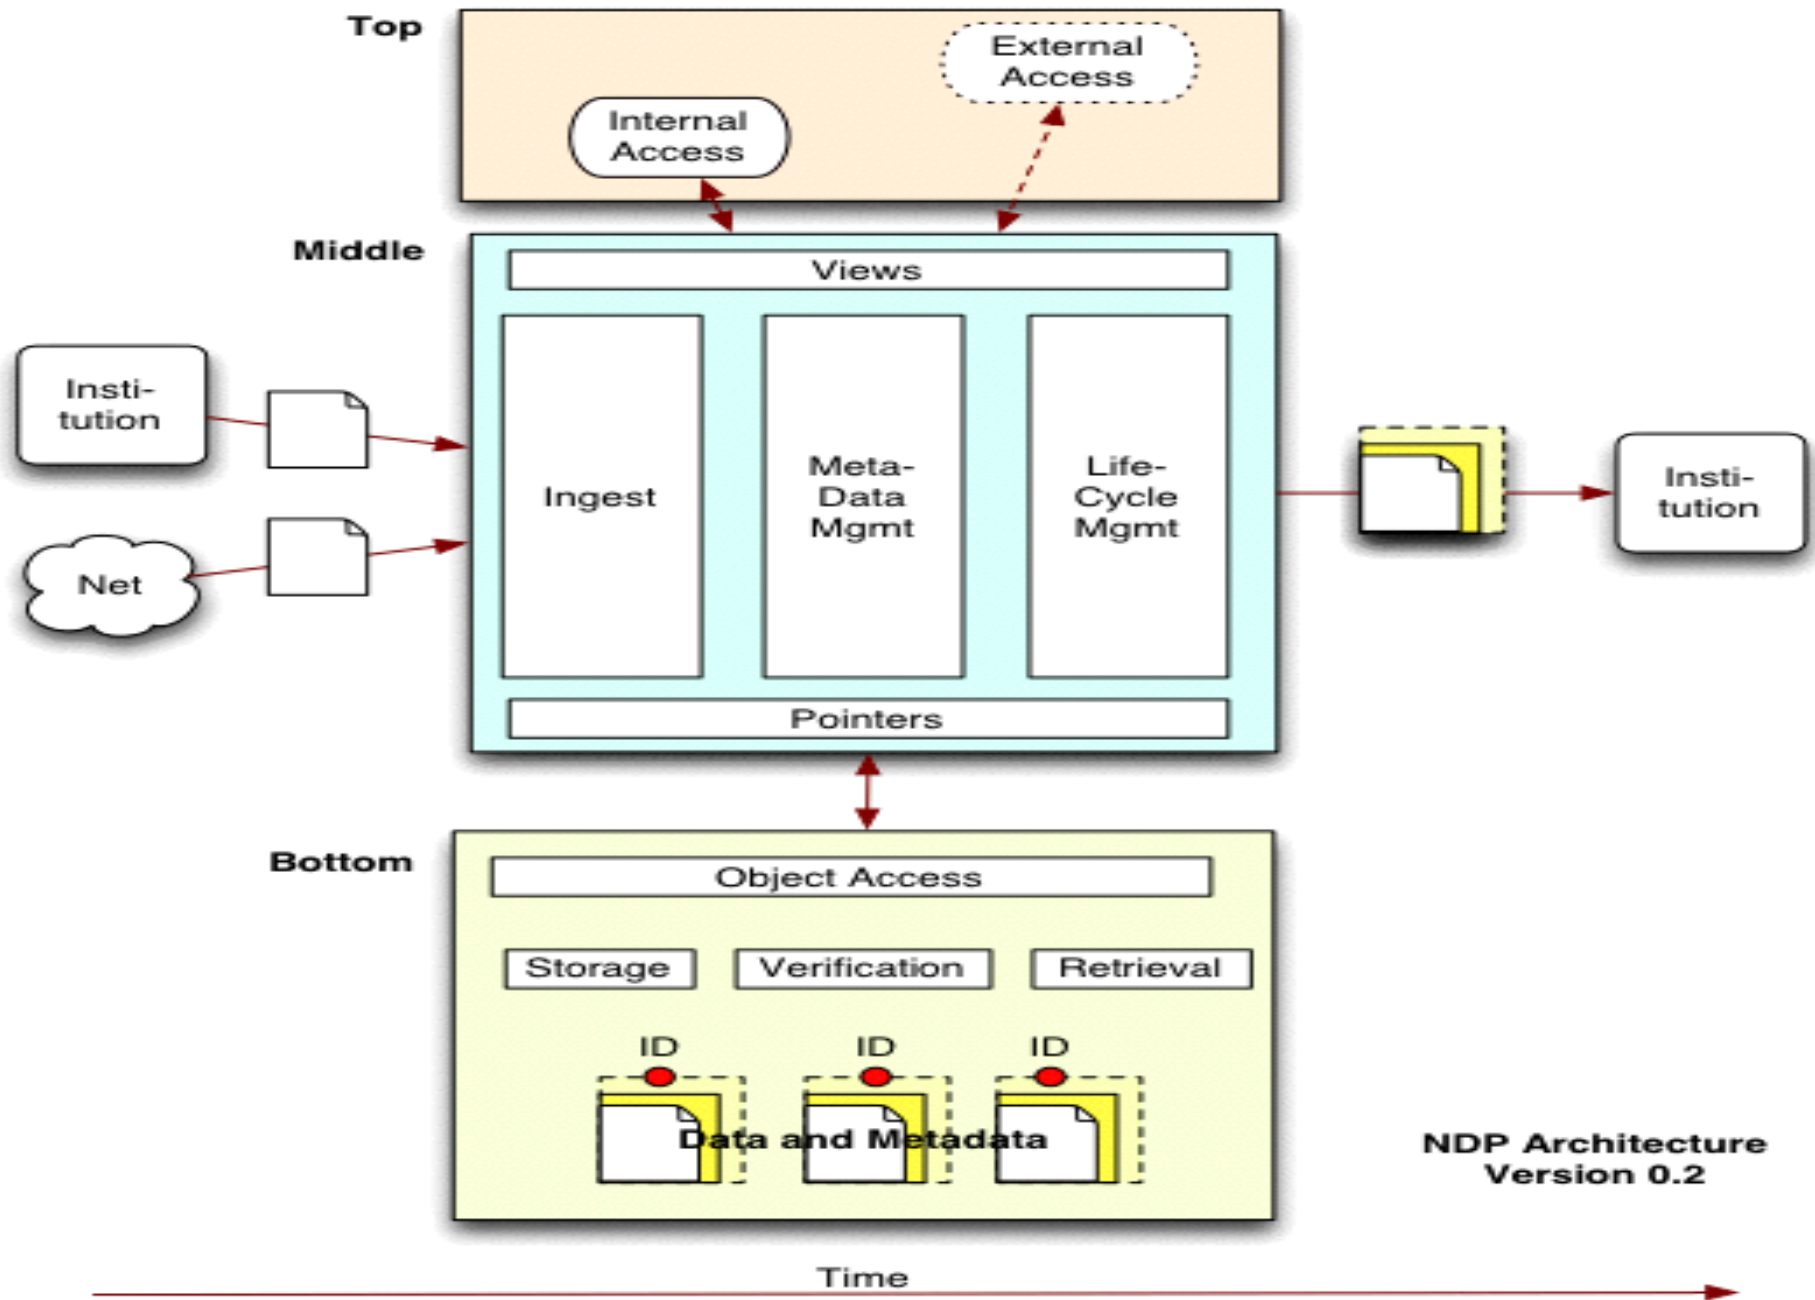 Top
External
Access
Internal
Access
Middle
Views
Insti-
tution
Net
Ingest
Meta-
Data
Mgmt
Life-
Cycle
Mgmt
Insti-
tution
Pointers
Bottom
Object Access
Storage
Verification
Retrieval
ID
ID
ID
Data and Metadata
NDP Architecture
Version 0.2
Time